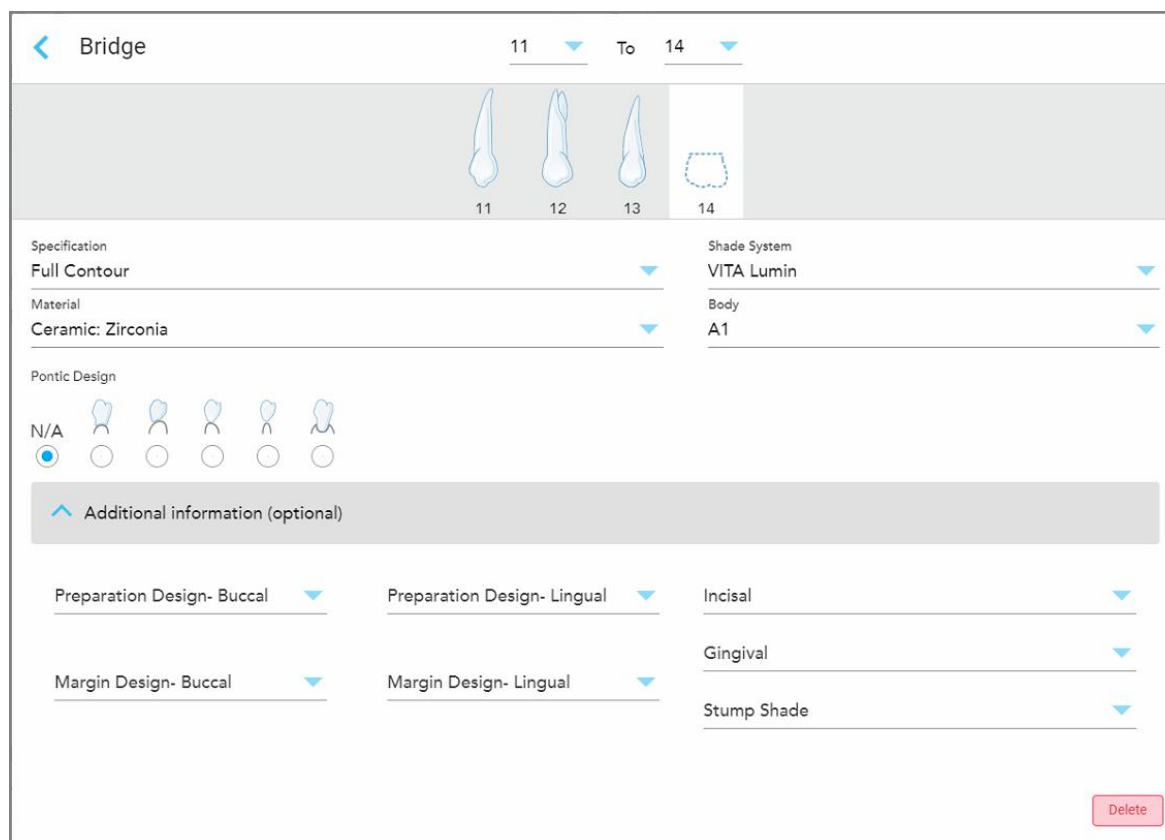 Bridge 11 To 14
11 12 13 14
Specification
Full Contour
Shade System
VITA Lumin
Material
Ceramic: Zirconia
Body
A1
Pontic Design
N/A
Additional information (optional)
Preparation Design- Buccal
Preparation Design- Lingual
Incisal
Gingival
Margin Design- Buccal
Margin Design- Lingual
Stump Shade
Delete